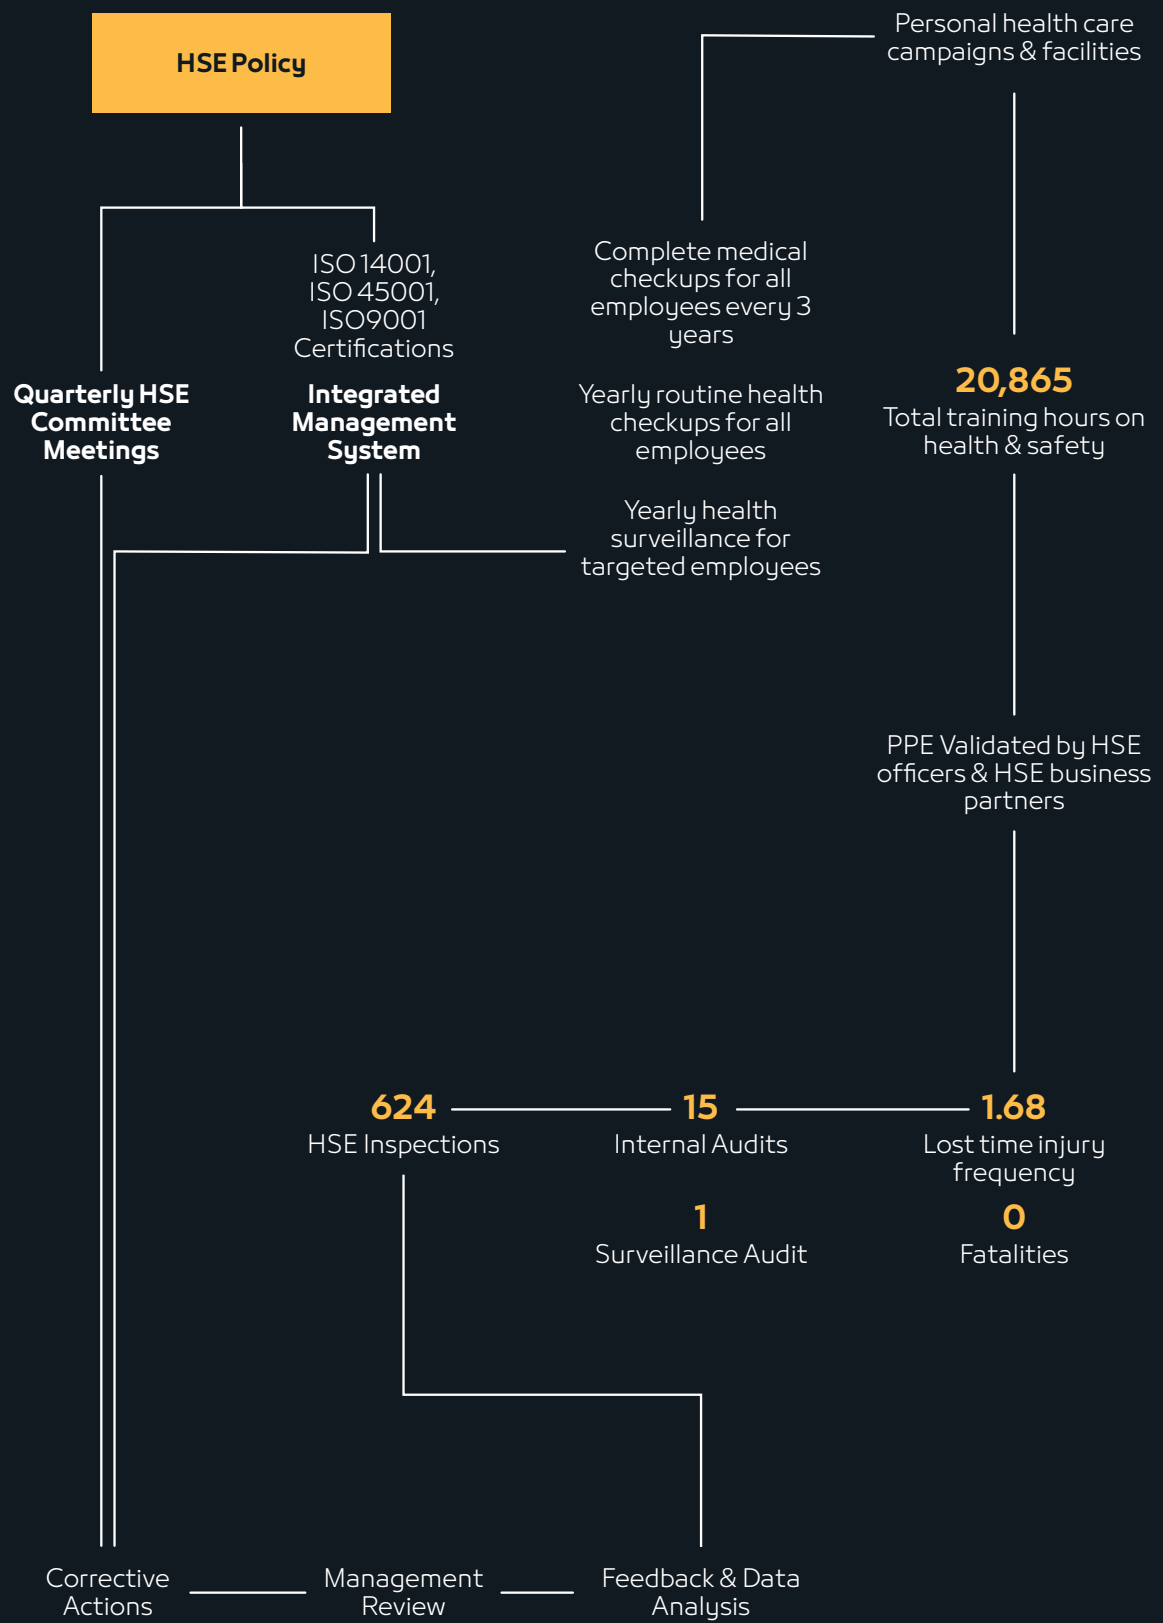 HSE Policy
Personal health care
campaigns & facilities
ISO 14001,
ISO 45001,
ISO9001
Certifications
Quarterly HSE
Committee
Meetings
Integrated
Management
System
Complete medical
checkups for all
employees every 3
years
Yearly routine health
checkups for all
employees
Yearly health
surveillance for
targeted employees
20,865
Total training hours on
health & safety
PPE Validated by HSE
officers & HSE business
partners
624
HSE Inspections
15
Internal Audits
1
Surveillance Audit
1.68
Lost time injury
frequency
0
Fatalities
Corrective
Actions
Management
Review
Feedback & Data
Analysis